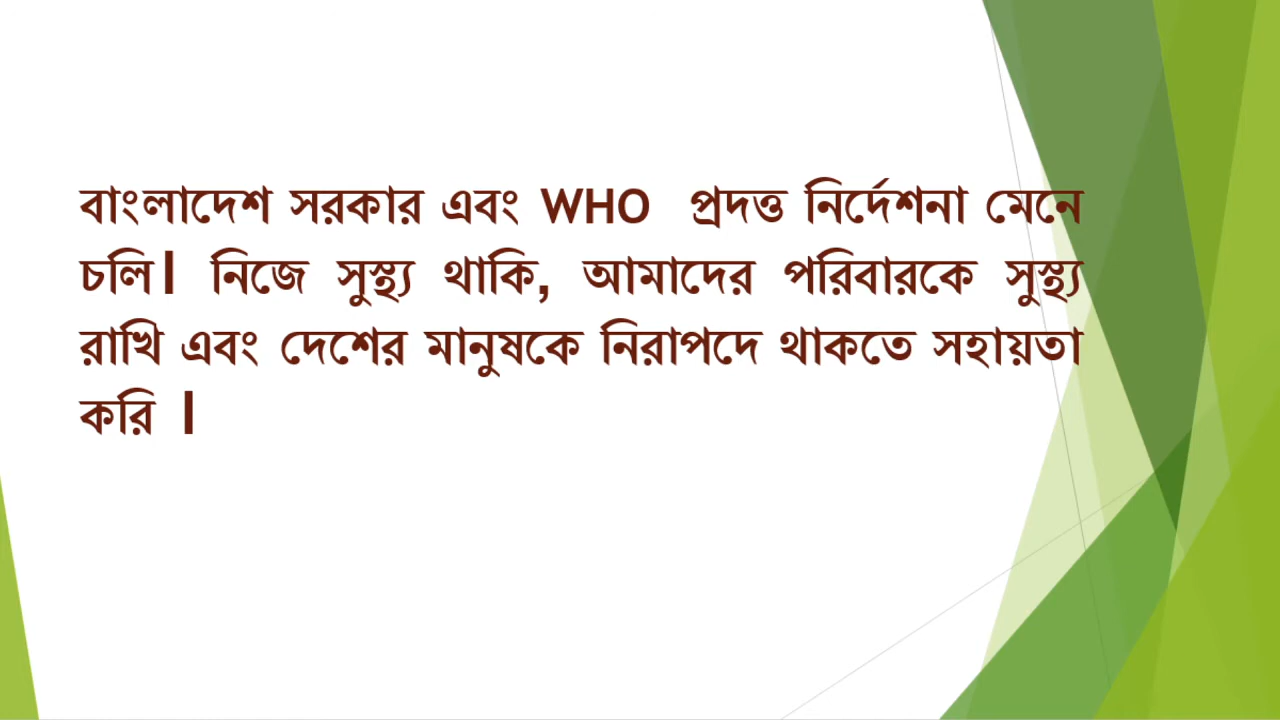 বাংলাদেশ সরকার এবং WHO প্রদত্ত নির্দেশনা মেনে
চলি। নিজে সুস্থ্য থাকি, আমাদের পরিবারকে সুস্থ্য
রাখি এবং দেশের মানুষকে নিরাপদে থাকতে সহায়তা
করি ।